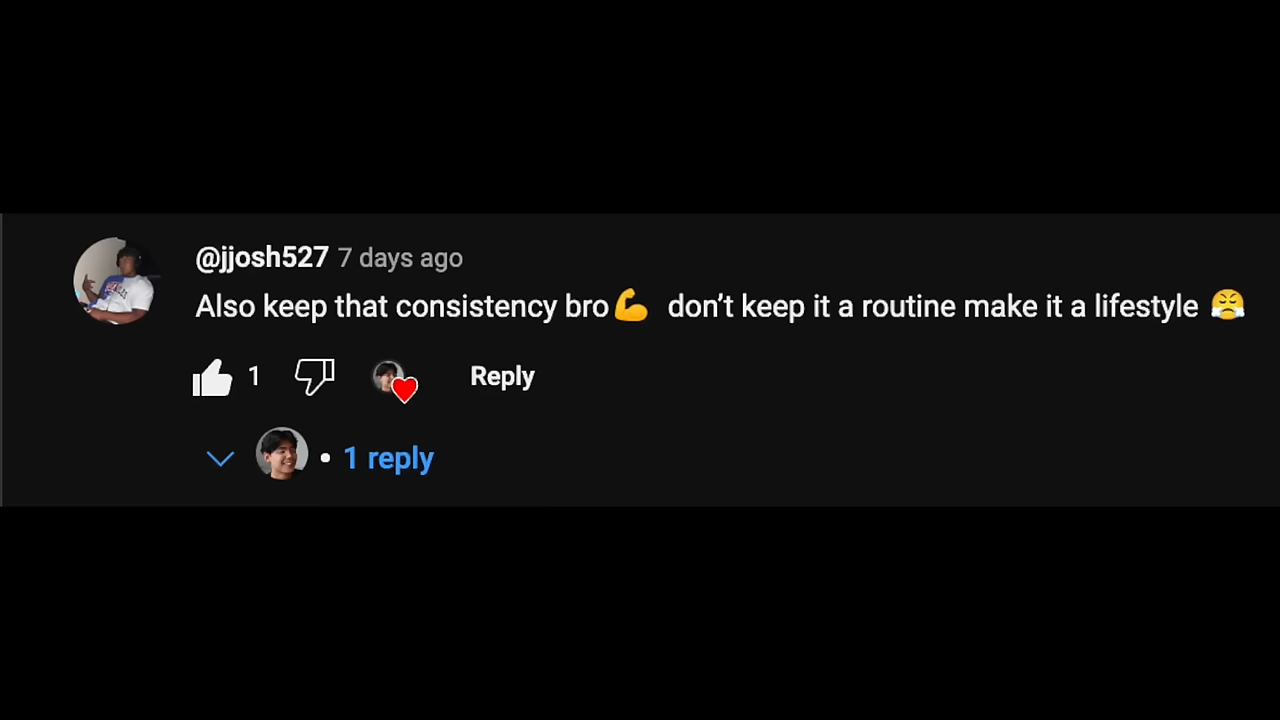 @jjosh527 7 days ago
Also keep that consistency bro💪 don’t keep it a routine make it a lifestyle 😤
1 Reply
• 1 reply